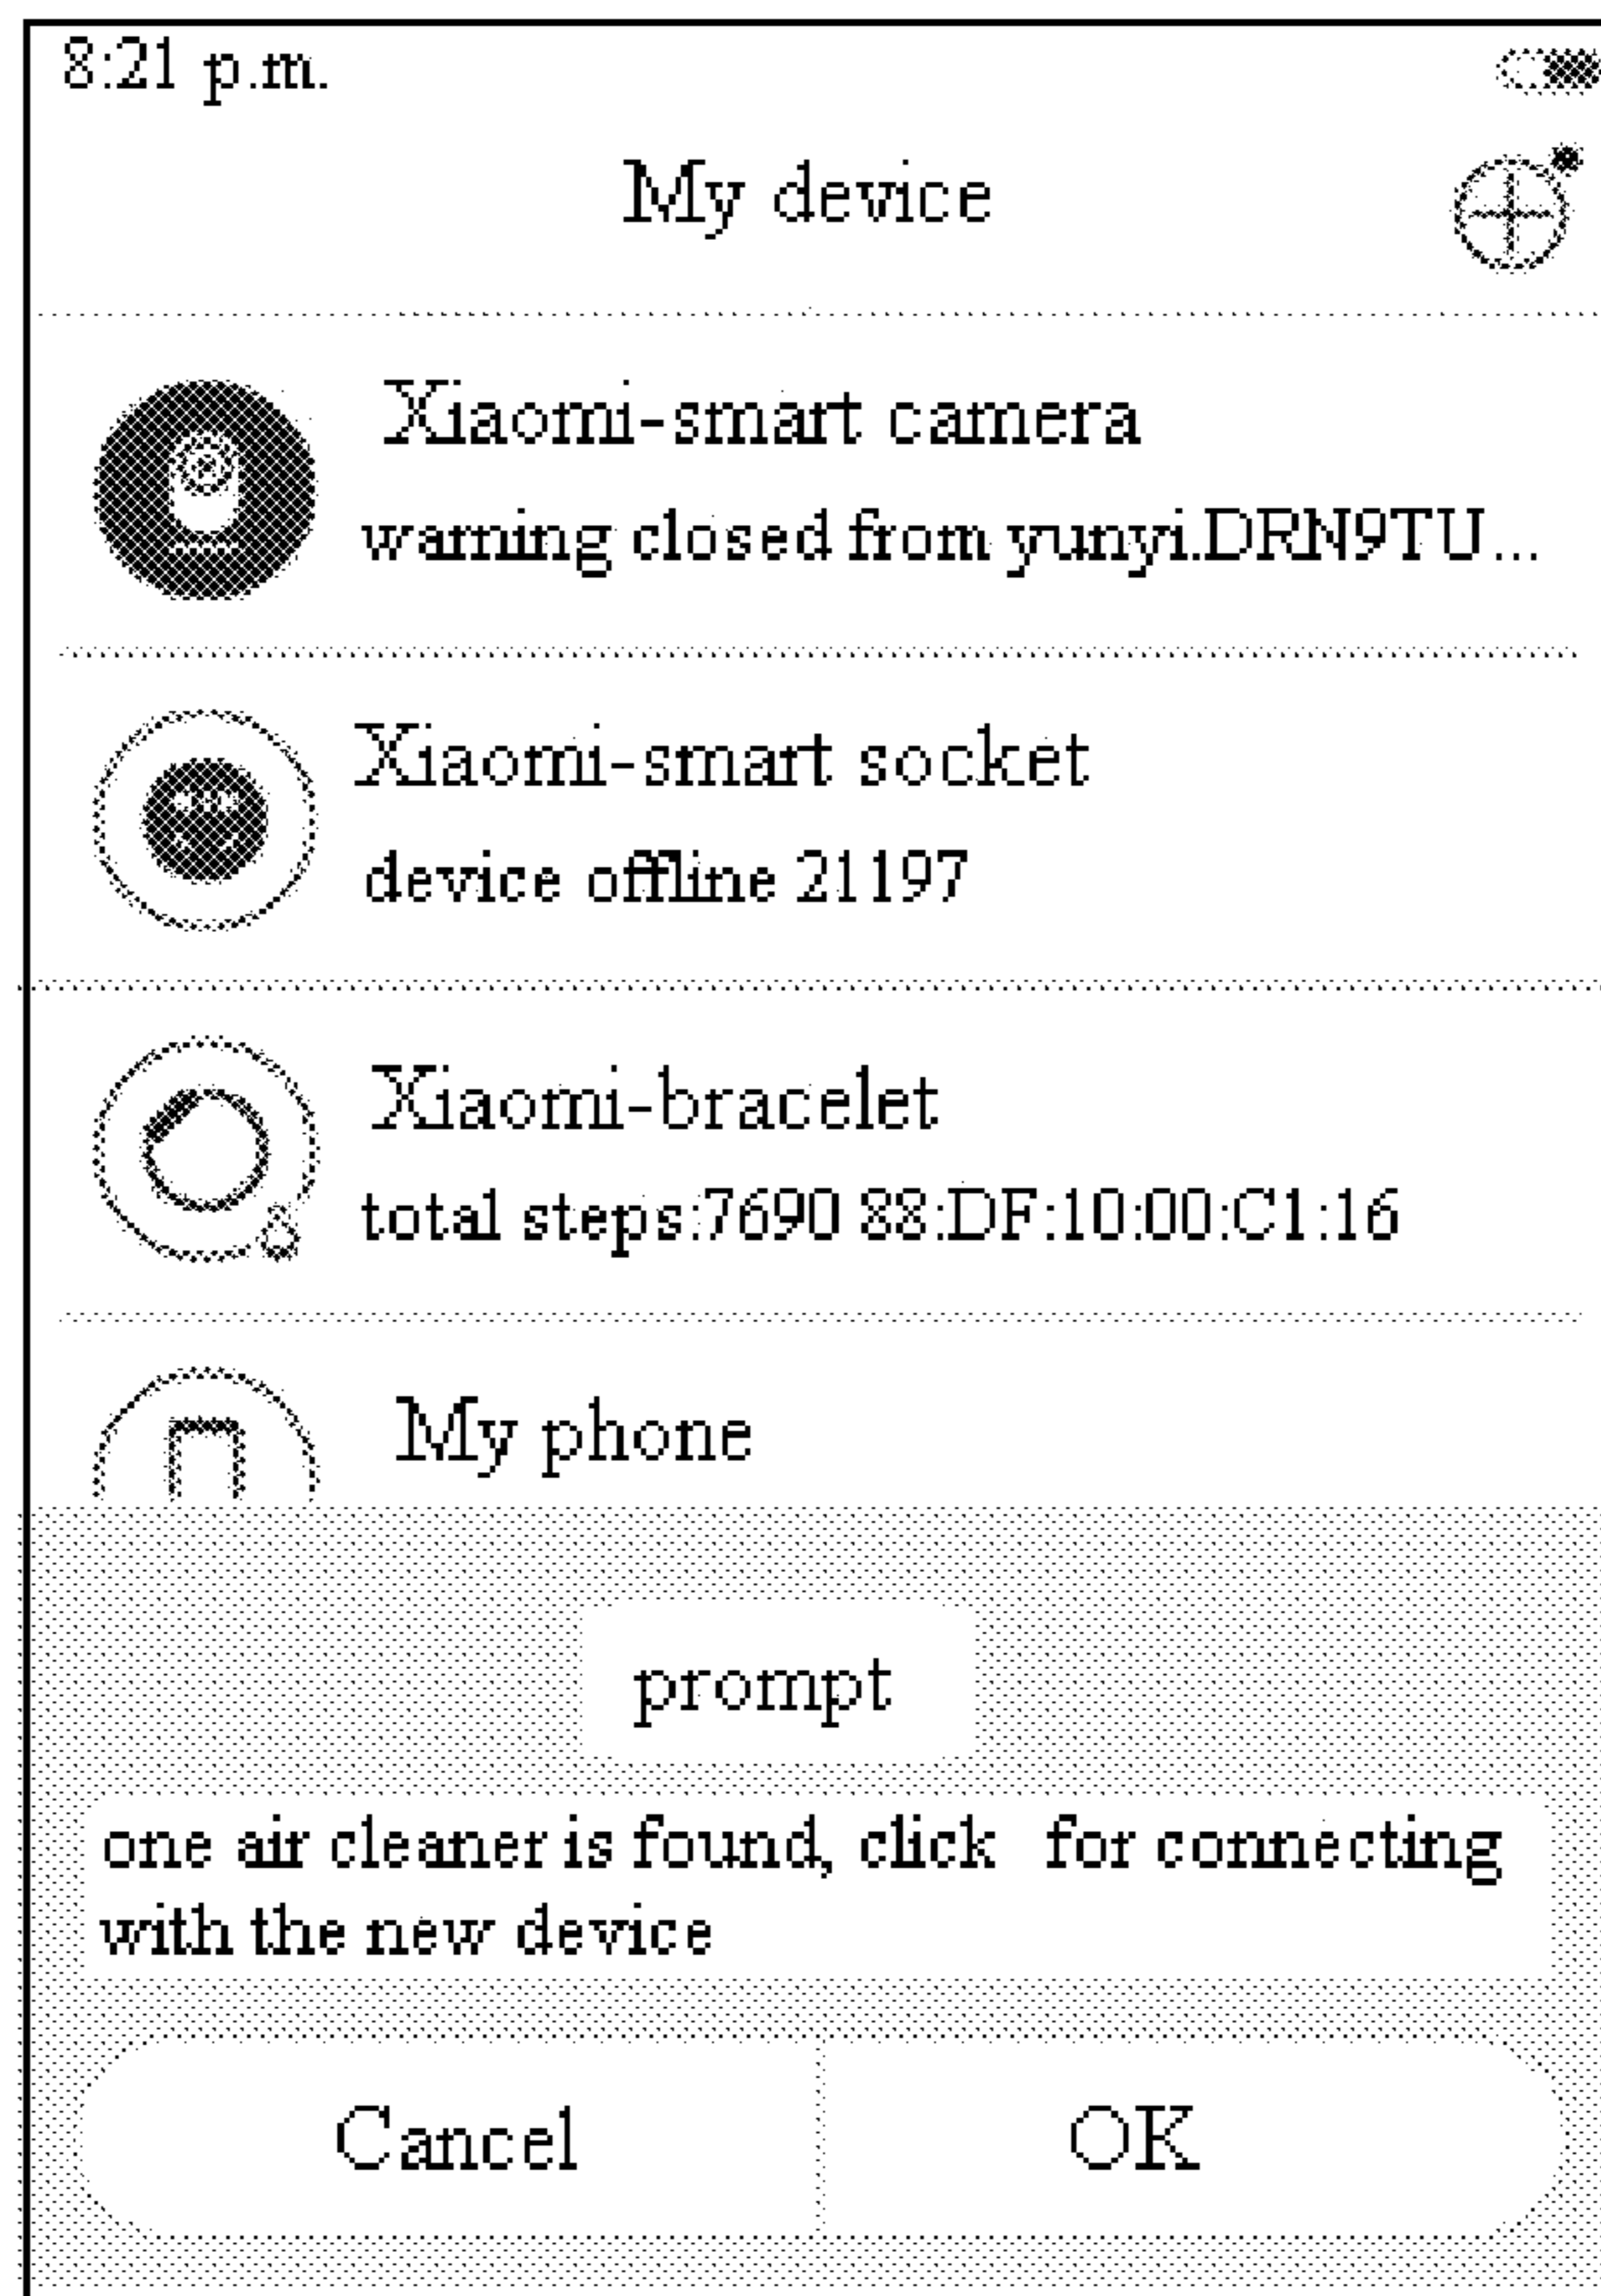 8:21 p.m.
My device
Xiaomi-smart camera
warning closed from yunyi.DRN9TU...
Xiaomi-smart socket
device offline 21197
Xiaomi-bracelet
total steps:7690 88:DF:10:00:C1:16
My phone
prompt
one air cleaner is found, click for connecting
with the new device
Cancel
OK